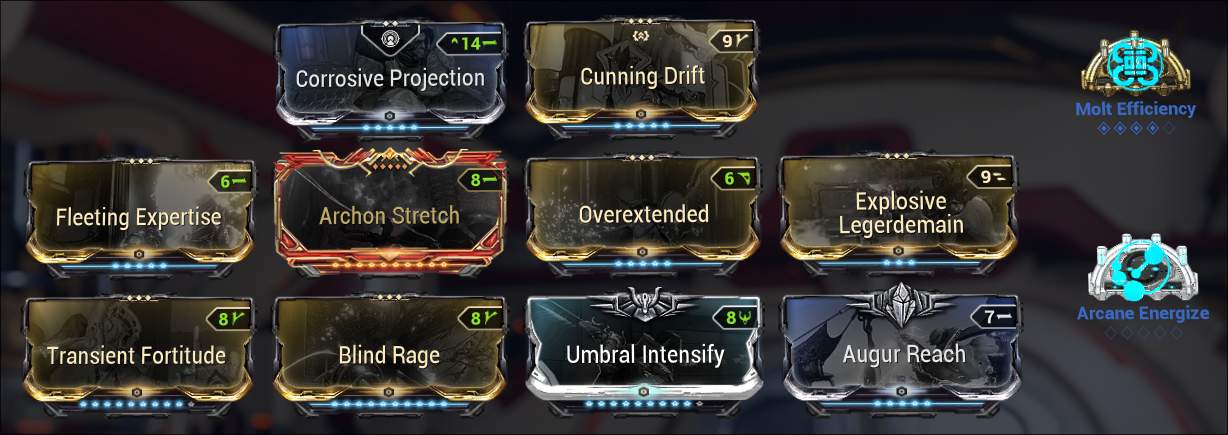 14
Corrosive Projection
9
Cunning Drift
Molt Efficiency
6
Fleeting Expertise
8
Archon Stretch
6
Overextended
9
Explosive
Legerdemain
Arcane Energize
8
Transient Fortitude
8
Blind Rage
8
Umbral Intensify
7
Augur Reach